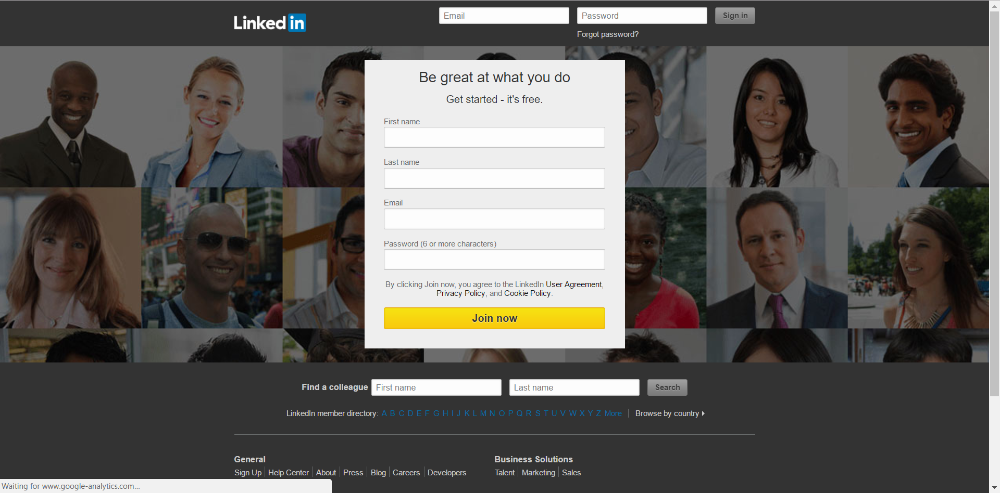 Linked in
Email
Password
Sign in
Forgot password?
Be great at what you do
Get started - it's free.
First name
Last name
Email
Password (6 or more characters)
By clicking Join now, you agree to the LinkedIn User Agreement,
Privacy Policy, and Cookie Policy.
Join now
Find a colleague First name Last name Search
LinkedIn member directory: A B C D E F G H I J K L M N O P Q R S T U V W X Y Z More Browse by country
General
Sign Up Help Center About Press Blog Careers Developers
Business Solutions
Talent Marketing Sales
Waiting for www.google-analytics.com...